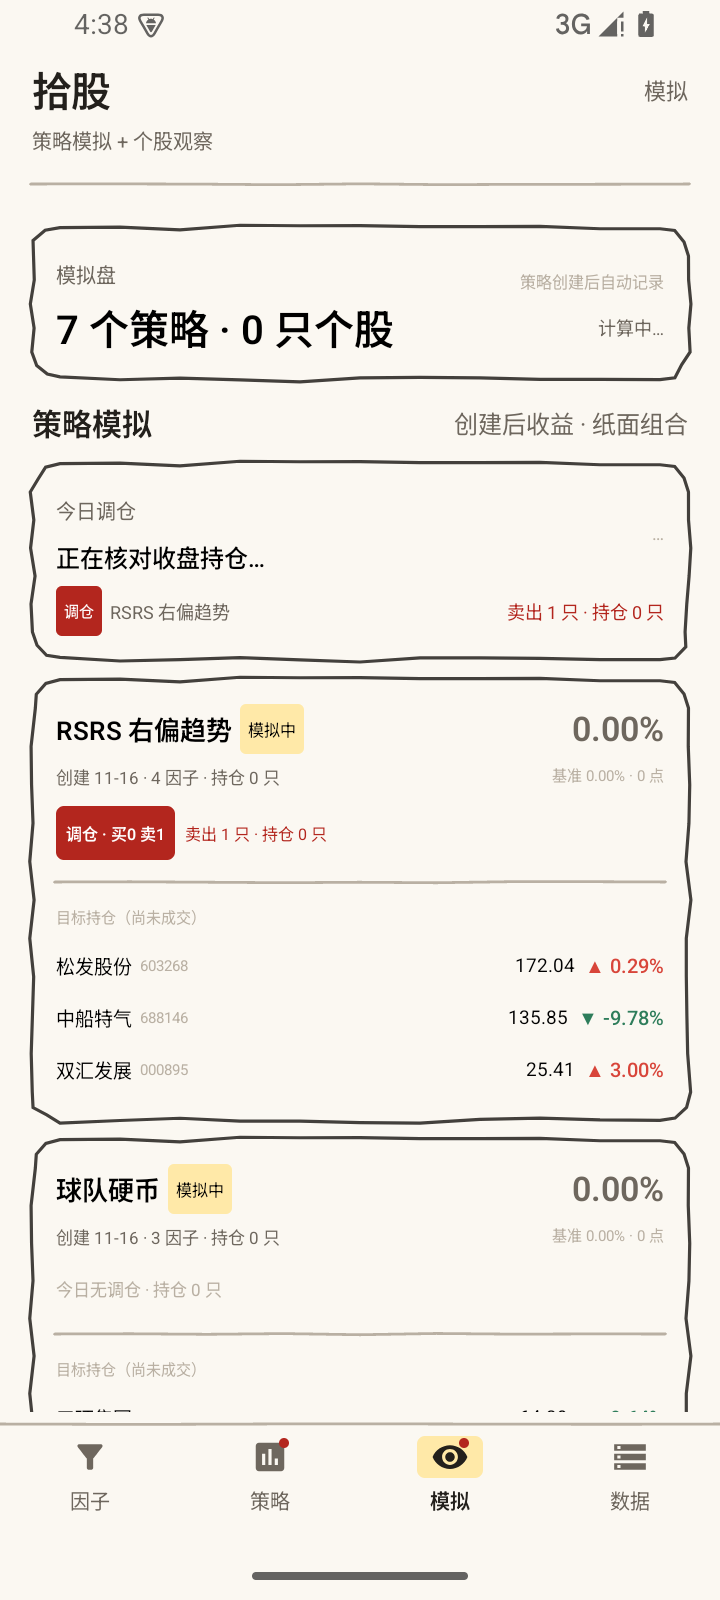 4:38
3G
拾股
模拟
策略模拟 + 个股观察
模拟盘
策略创建后自动记录
7 个策略 · 0 只个股
计算中...
策略模拟
创建后收益 · 纸面组合
今日调仓
...
正在核对收盘持仓...
调仓 RSRS 右偏趋势
卖出 1 只 · 持仓 0 只
RSRS 右偏趋势 模拟中
0.00%
创建 11-16 · 4 因子 · 持仓 0 只
基准 0.00% · 0 点
调仓 · 买0 卖1 卖出 1 只 · 持仓 0 只
目标持仓（尚未成交）
松发股份 603268 172.04 ▲ 0.29%
中船特气 688146 135.85 ▼ -9.78%
双汇发展 000895 25.41 ▲ 3.00%
球队硬币 模拟中
0.00%
创建 11-16 · 3 因子 · 持仓 0 只
基准 0.00% · 0 点
今日无调仓 · 持仓 0 只
目标持仓（尚未成交）
因子
策略
模拟
数据